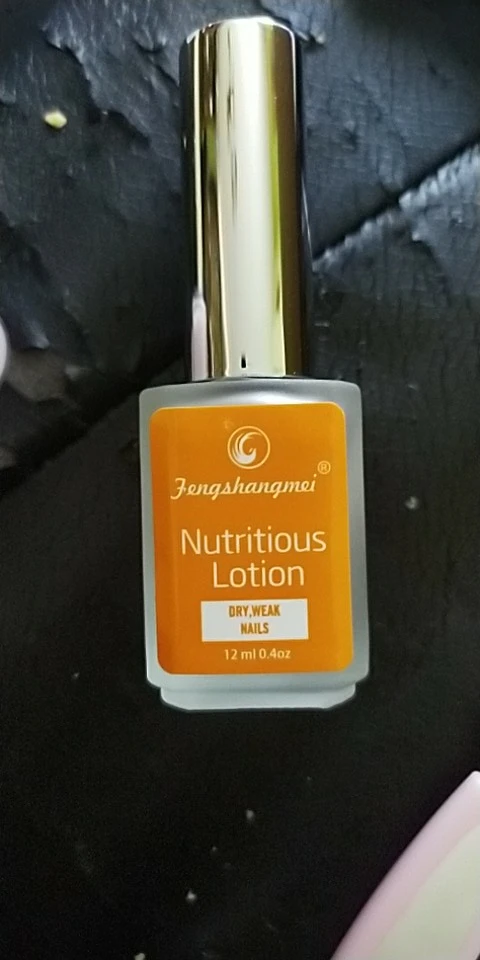 Fengshangmei®
Nutritious
Lotion
DRY,WEAK
NAILS
12 ml 0.4oz